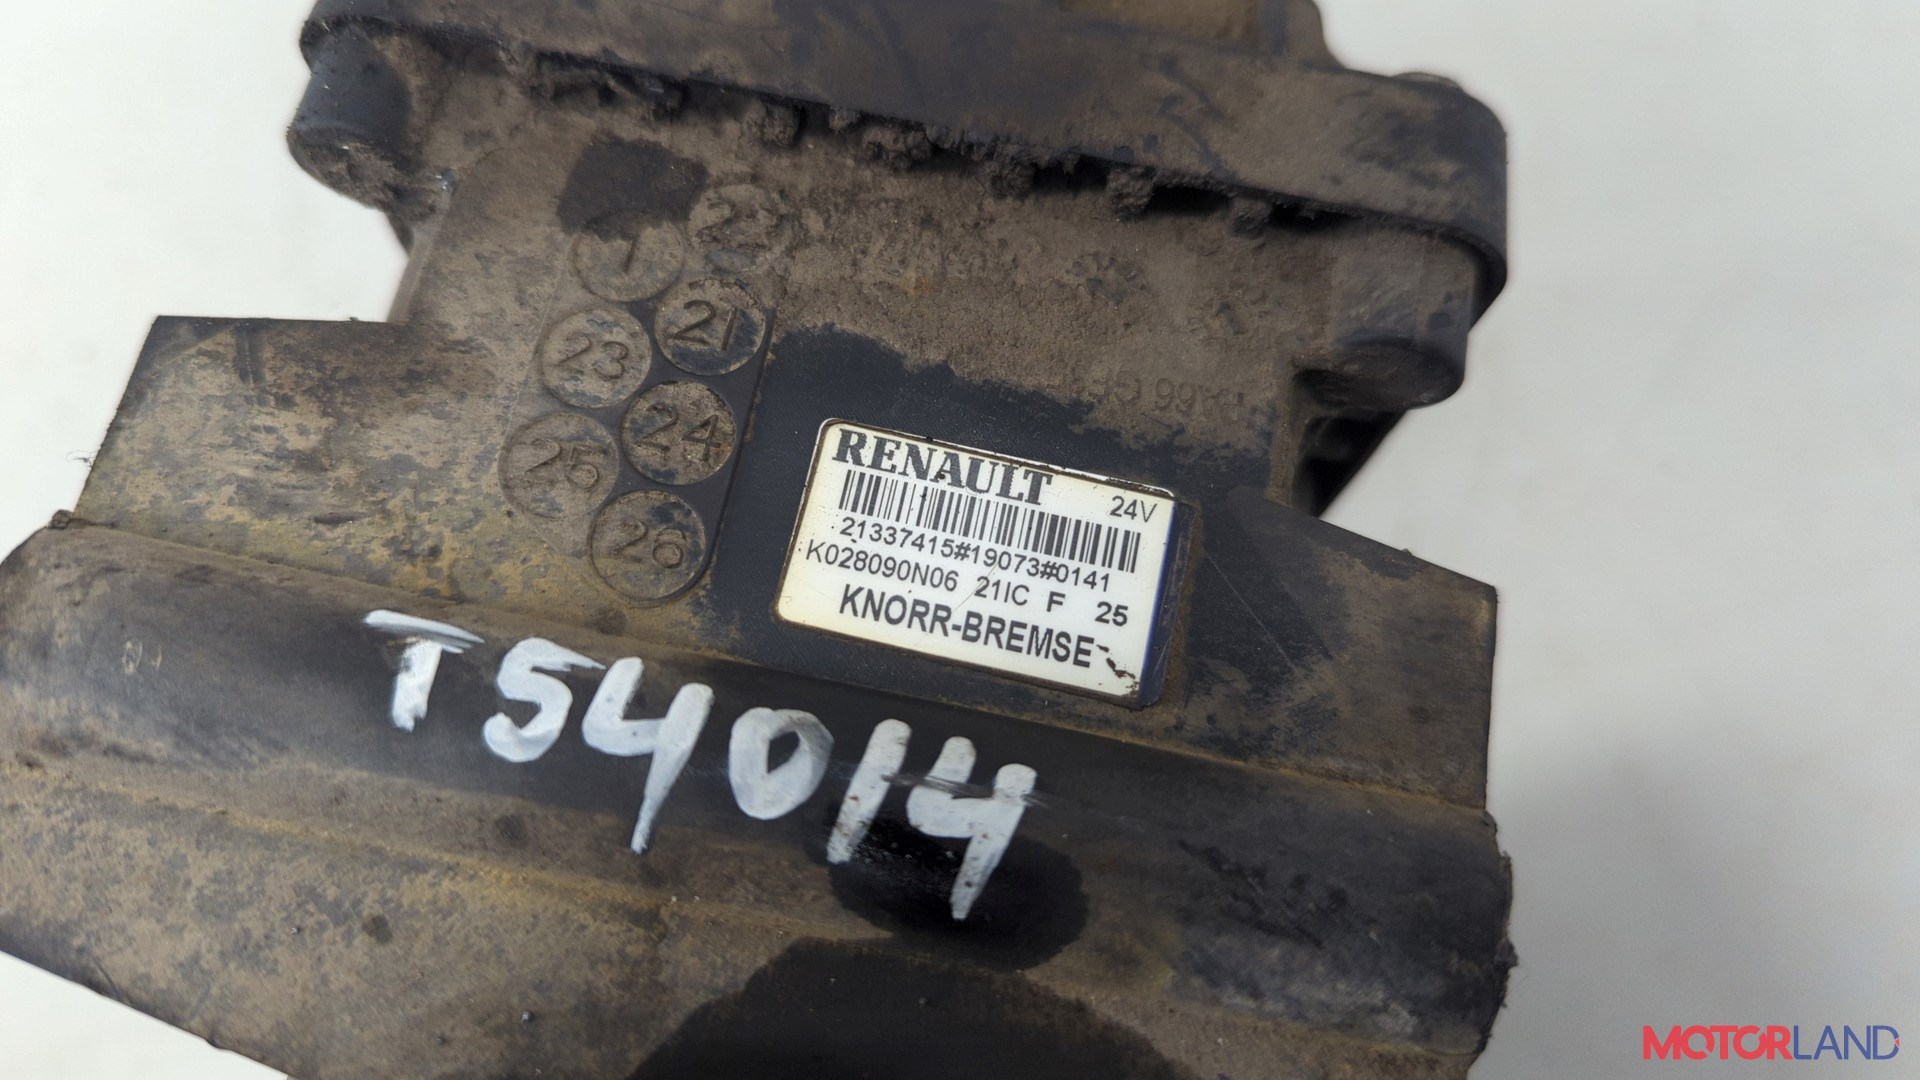 1 22
23 21
25 24
26
RENAULT 24V
21337415#19073#0141
K028090N06 21IC F 25
KNORR-BREMSE
T54014
MOTORLAND